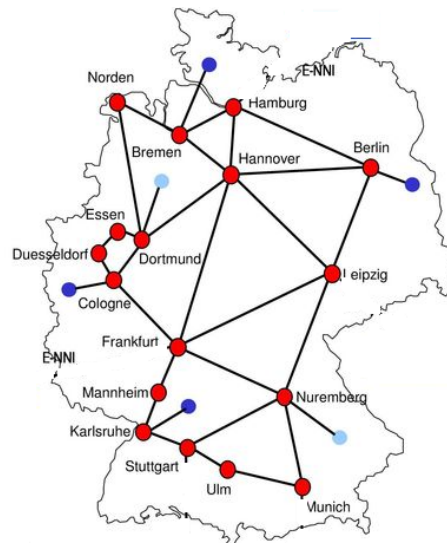 E-NNI
Norden
Hamburg
Bremen
Hannover
Berlin
Essen
Dortmund
Duesseldorf
Leipzig
Cologne
Frankfurt
E-NNI
Mannheim
Nuremberg
Karlsruhe
Stuttgart
Ulm
Munich